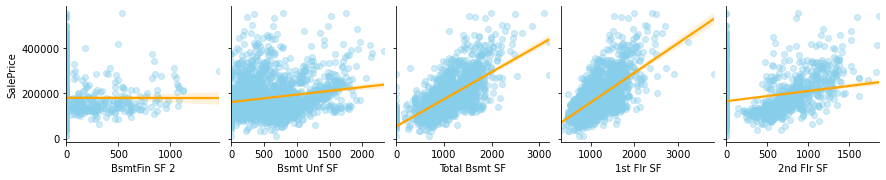 SalePrice
400000
200000
0
0 500 1000
BsmtFin SF 2
0 500 1000 1500 2000
Bsmt Unf SF
0 1000 2000 3000
Total Bsmt SF
1000 2000 3000
1st Flr SF
0 500 1000 1500
2nd Flr SF